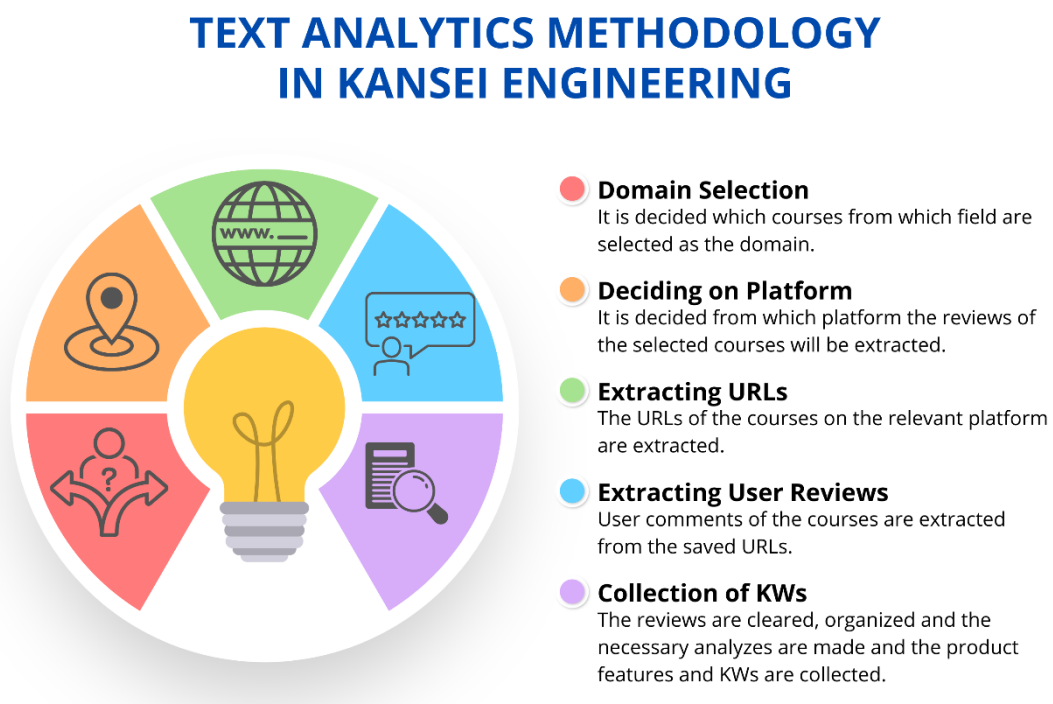 TEXT ANALYTICS METHODOLOGY
IN KANSEI ENGINEERING
www.
?
Domain Selection
It is decided which courses from which field are
selected as the domain.
Deciding on Platform
It is decided from which platform the reviews of
the selected courses will be extracted.
Extracting URLs
The URLs of the courses on the relevant platform
are extracted.
Extracting User Reviews
User comments of the courses are extracted
from the saved URLs.
Collection of KWs
The reviews are cleared, organized and the
necessary analyzes are made and the product
features and KWs are collected.